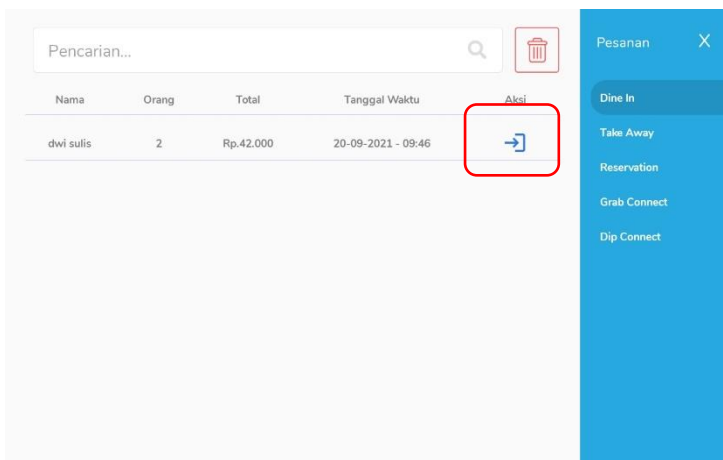 Pencarian...
Nama Orang Total Tanggal Waktu Aksi
dwi sulis 2 Rp.42.000 20-09-2021 - 09:46
Pesanan X
Dine In
Take Away
Reservation
Grab Connect
Dip Connect